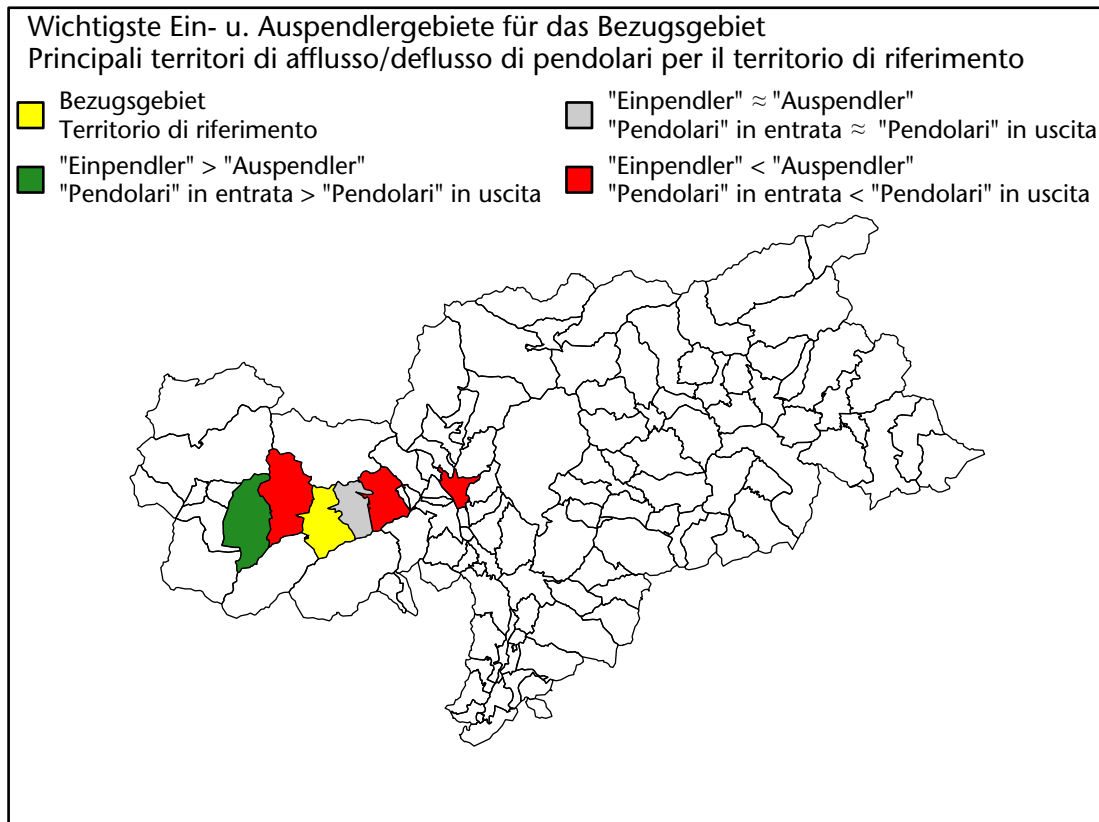 Wichtigste Ein- u. Auspendlergebiete für das Bezugsgebiet
Principali territori di afflusso/deflusso di pendolari per il territorio di riferimento
Bezugsgebiet
Territorio di riferimento
"Einpendler" > "Auspendler"
"Pendolari" in entrata > "Pendolari" in uscita
"Einpendler" ≈ "Auspendler"
"Pendolari" in entrata ≈ "Pendolari" in uscita
"Einpendler" < "Auspendler"
"Pendolari" in entrata < "Pendolari" in uscita